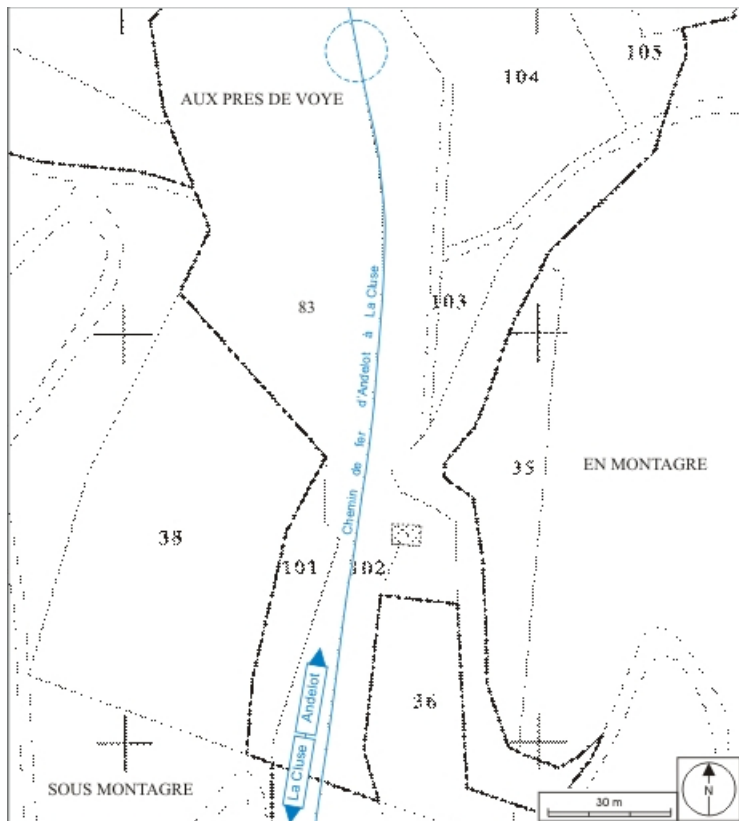 105
104
AUX PRES DE VOYE
83
103
Chemin de fer d'Andelot à La Cluse
35
EN MONTAGRE
38
101
102
36
Andelot
La Cluse
SOUS MONTAGRE
30 m
N